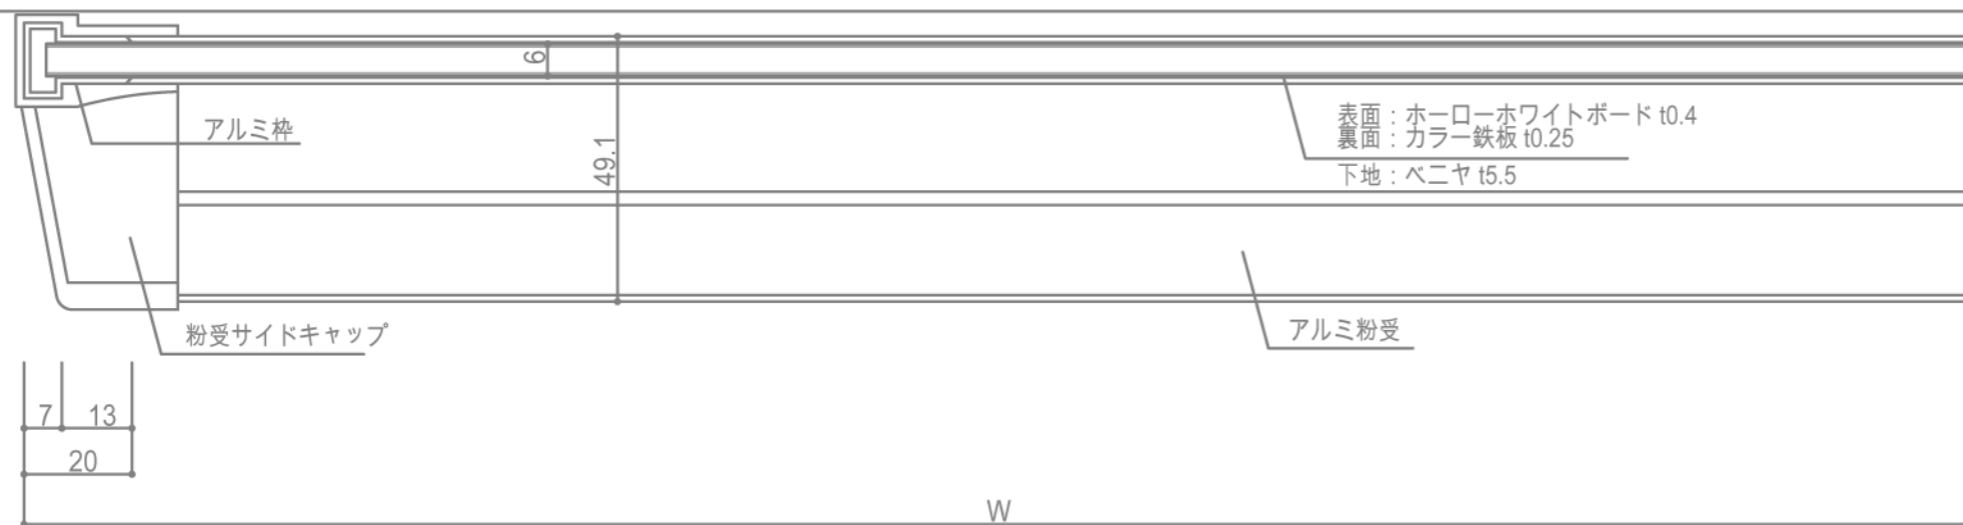 6
アルミ枠
表面：ホーローホワイトボード t0.4
裏面：カラー鉄板 t0.25
下地：ベニヤ t5.5
49.1
粉受サイドキャップ
アルミ粉受
7
13
20
W